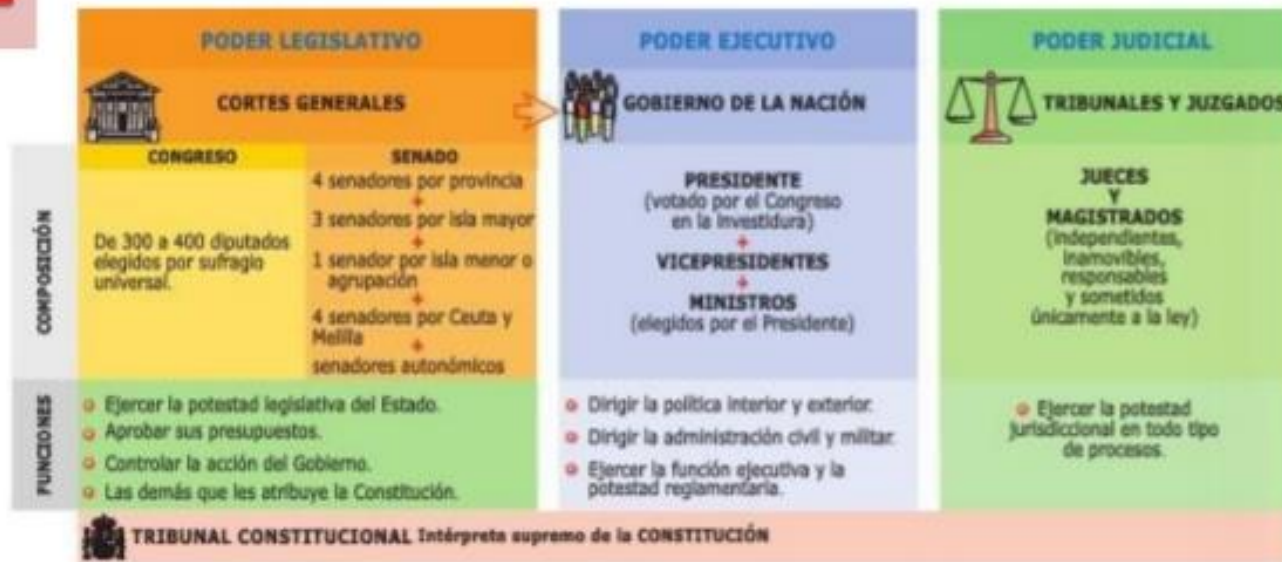 PODER LEGISLATIVO
CORTES GENERALES
CONGRESO
De 300 a 400 diputados
elegidos por sufragio
universal.
SENADO
4 senadores por provincia
+
3 senadores por isla mayor
+
1 senador por isla menor o
agrupación
+
4 senadores por Ceuta y
Melilla
+
senadores autonómicos
PODER EJECUTIVO
GOBIERNO DE LA NACIÓN
PRESIDENTE
(votado por el Congreso
en la investidura)
+
VICEPRESIDENTES
+
MINISTROS
(elegidos por el Presidente)
PODER JUDICIAL
TRIBUNALES Y JUZGADOS
JUECES
Y
MAGISTRADOS
(independientes,
inamovibles,
responsables
y sometidos
únicamente a la ley)
COMPOSICIÓN
FUNCIONES
Ejercer la potestad legislativa del Estado.
Aprobar sus presupuestos.
Controlar la acción del Gobierno.
Las demás que les atribuye la Constitución.
Dirigir la política interior y exterior.
Dirigir la administración civil y militar.
Ejercer la función ejecutiva y la
potestad reglamentaria.
Ejercer la potestad
jurisdiccional en todo tipo
de procesos.
TRIBUNAL CONSTITUCIONAL Intérprete supremo de la CONSTITUCIÓN